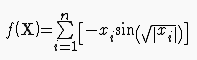 f(X)=∑_{i=1}^{n}[-x_i sin(√|x_i|)]